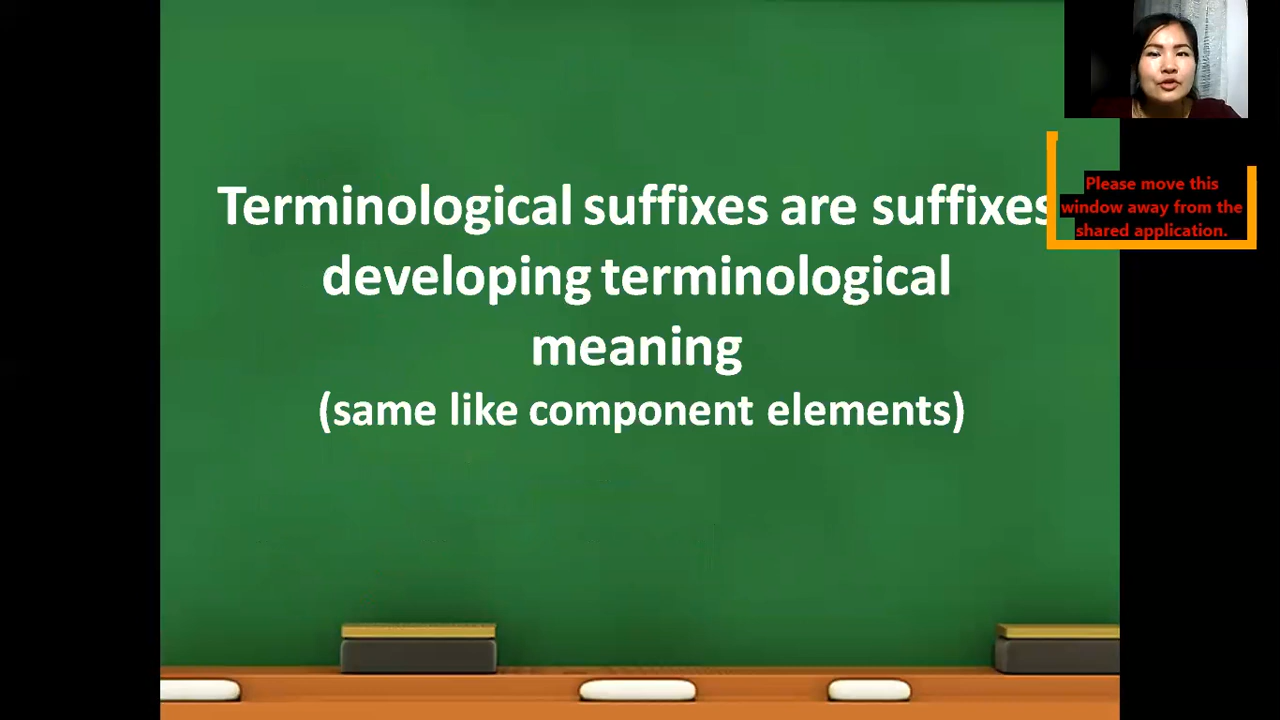 Terminological suffixes are suffixes
developing terminological
meaning
(same like component elements)
Please move this
window away from the
shared application.